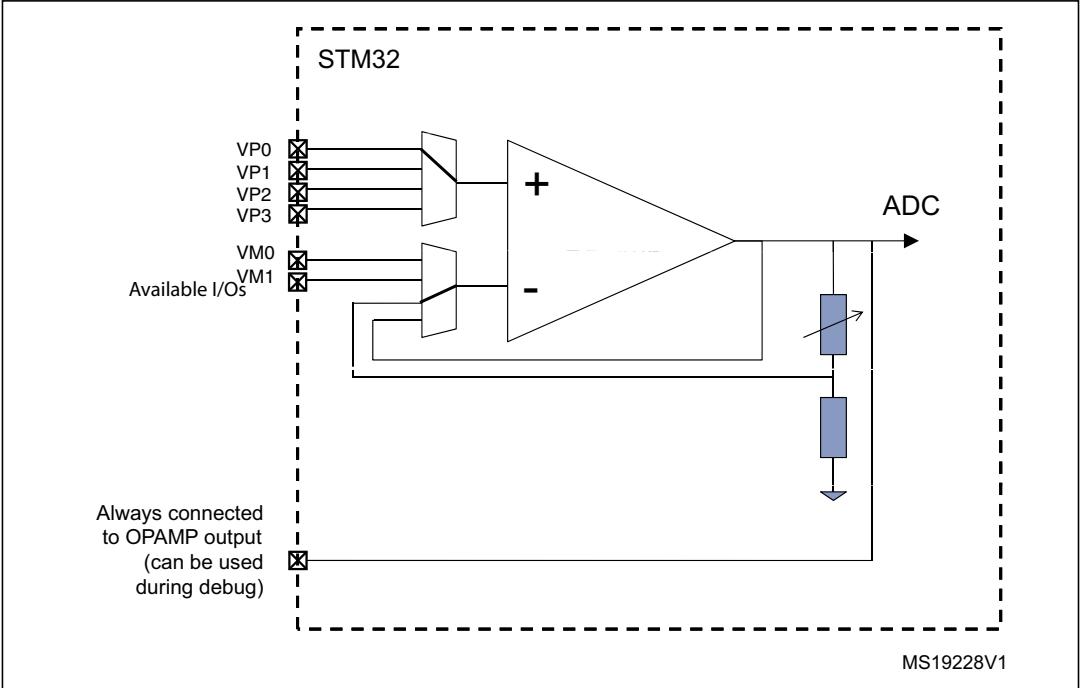 STM32
VP0
VP1
VP2
VP3
VM0
VM1
Available I/Os
+
-
ADC
Always connected
to OPAMP output
(can be used
during debug)
MS19228V1